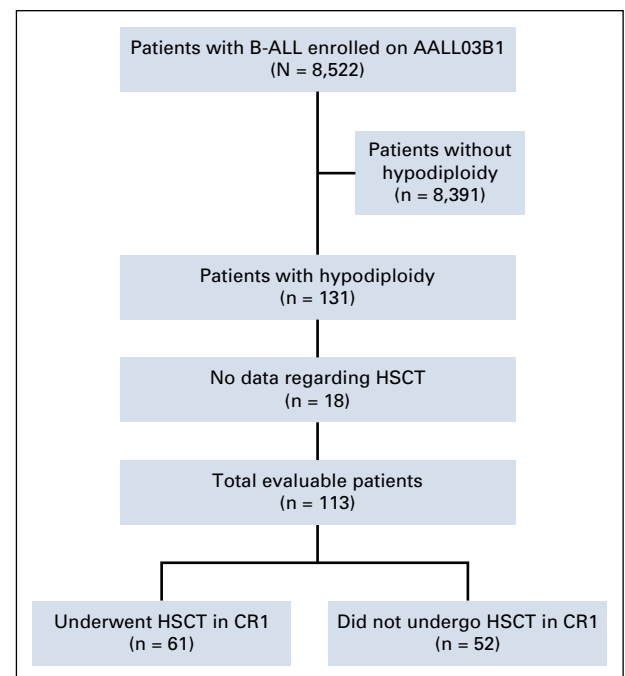 Patients with B-ALL enrolled on AALL03B1
(N = 8,522)
Patients without
hypodiploidy
(n = 8,391)
Patients with hypodiploidy
(n = 131)
No data regarding HSCT
(n = 18)
Total evaluable patients
(n = 113)
Underwent HSCT in CR1
(n = 61)
Did not undergo HSCT in CR1
(n = 52)